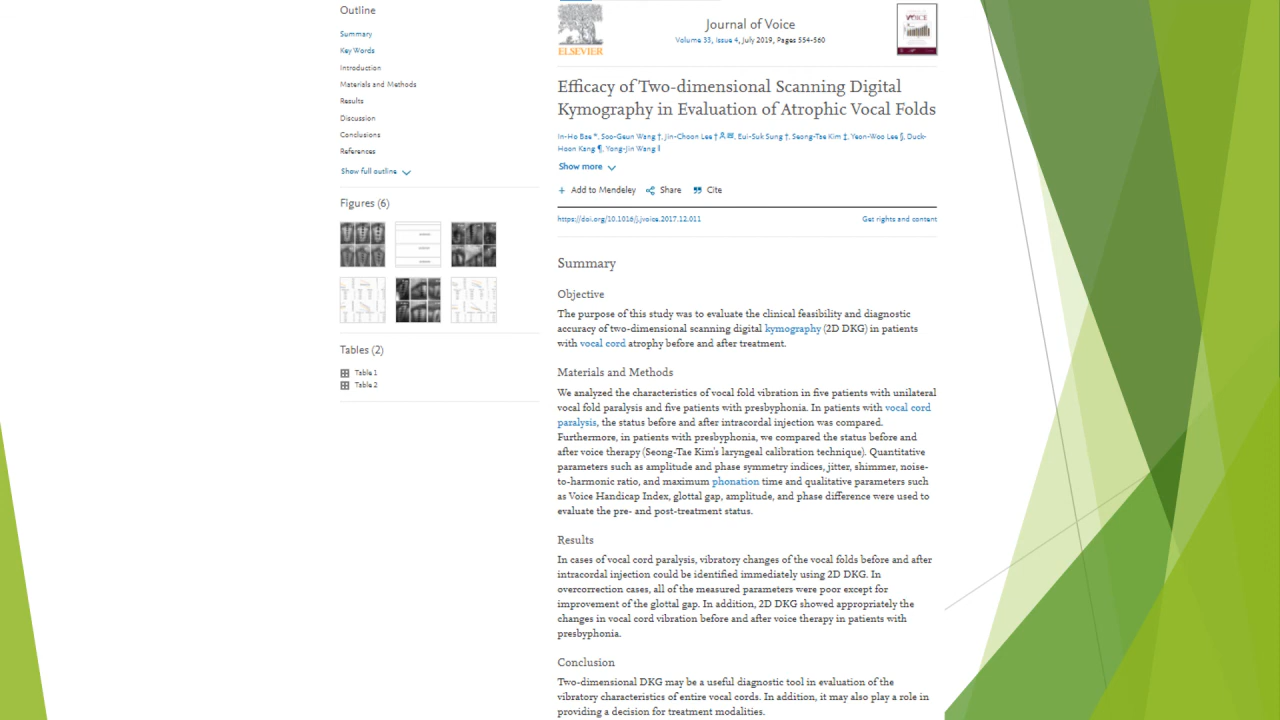 Outline
Summary
Key Words
Introduction
Materials and Methods
Results
Discussion
Conclusions
References
Show full outline
Figures (6)
Tables (2)
Table 1
Table 2
ELSEVIER
Journal of Voice
Volume 33, Issue 4, July 2019, Pages 554-560
VOICE
Efficacy of Two-dimensional Scanning Digital
Kymography in Evaluation of Atrophic Vocal Folds
In-Ho Bae *, Soo-Geun Wang †, Jin-Choon Lee †, Eui-Suk Sung †, Seong-Tae Kim ‡, Yeon-Woo Lee §, Duck-
Hoon Kang ¶, Yong-Jin Wang ǁ
Show more
+ Add to Mendeley Share Cite
https://doi.org/10.1016/j.jvoice.2017.12.011
Get rights and content
Summary
Objective
The purpose of this study was to evaluate the clinical feasibility and diagnostic
accuracy of two-dimensional scanning digital kymography (2D DKG) in patients
with vocal cord atrophy before and after treatment.
Materials and Methods
We analyzed the characteristics of vocal fold vibration in five patients with unilateral
vocal fold paralysis and five patients with presbyphonia. In patients with vocal cord
paralysis, the status before and after intracordal injection was compared.
Furthermore, in patients with presbyphonia, we compared the status before and
after voice therapy (Seong-Tae Kim's laryngeal calibration technique). Quantitative
parameters such as amplitude and phase symmetry indices, jitter, shimmer, noise-
to-harmonic ratio, and maximum phonation time and qualitative parameters such
as Voice Handicap Index, glottal gap, amplitude, and phase difference were used to
evaluate the pre- and post-treatment status.
Results
In cases of vocal cord paralysis, vibratory changes of the vocal folds before and after
intracordal injection could be identified immediately using 2D DKG. In
overcorrection cases, all of the measured parameters were poor except for
improvement of the glottal gap. In addition, 2D DKG showed appropriately the
changes in vocal cord vibration before and after voice therapy in patients with
presbyphonia.
Conclusion
Two-dimensional DKG may be a useful diagnostic tool in evaluation of the
vibratory characteristics of entire vocal cords. In addition, it may also play a role in
providing a decision for treatment modalities.